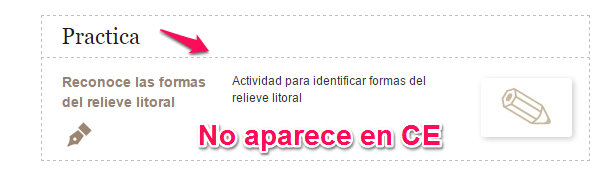 Practica
Reconoce las formas
del relieve litoral
Actividad para identificar formas del
relieve litoral
No aparece en CE